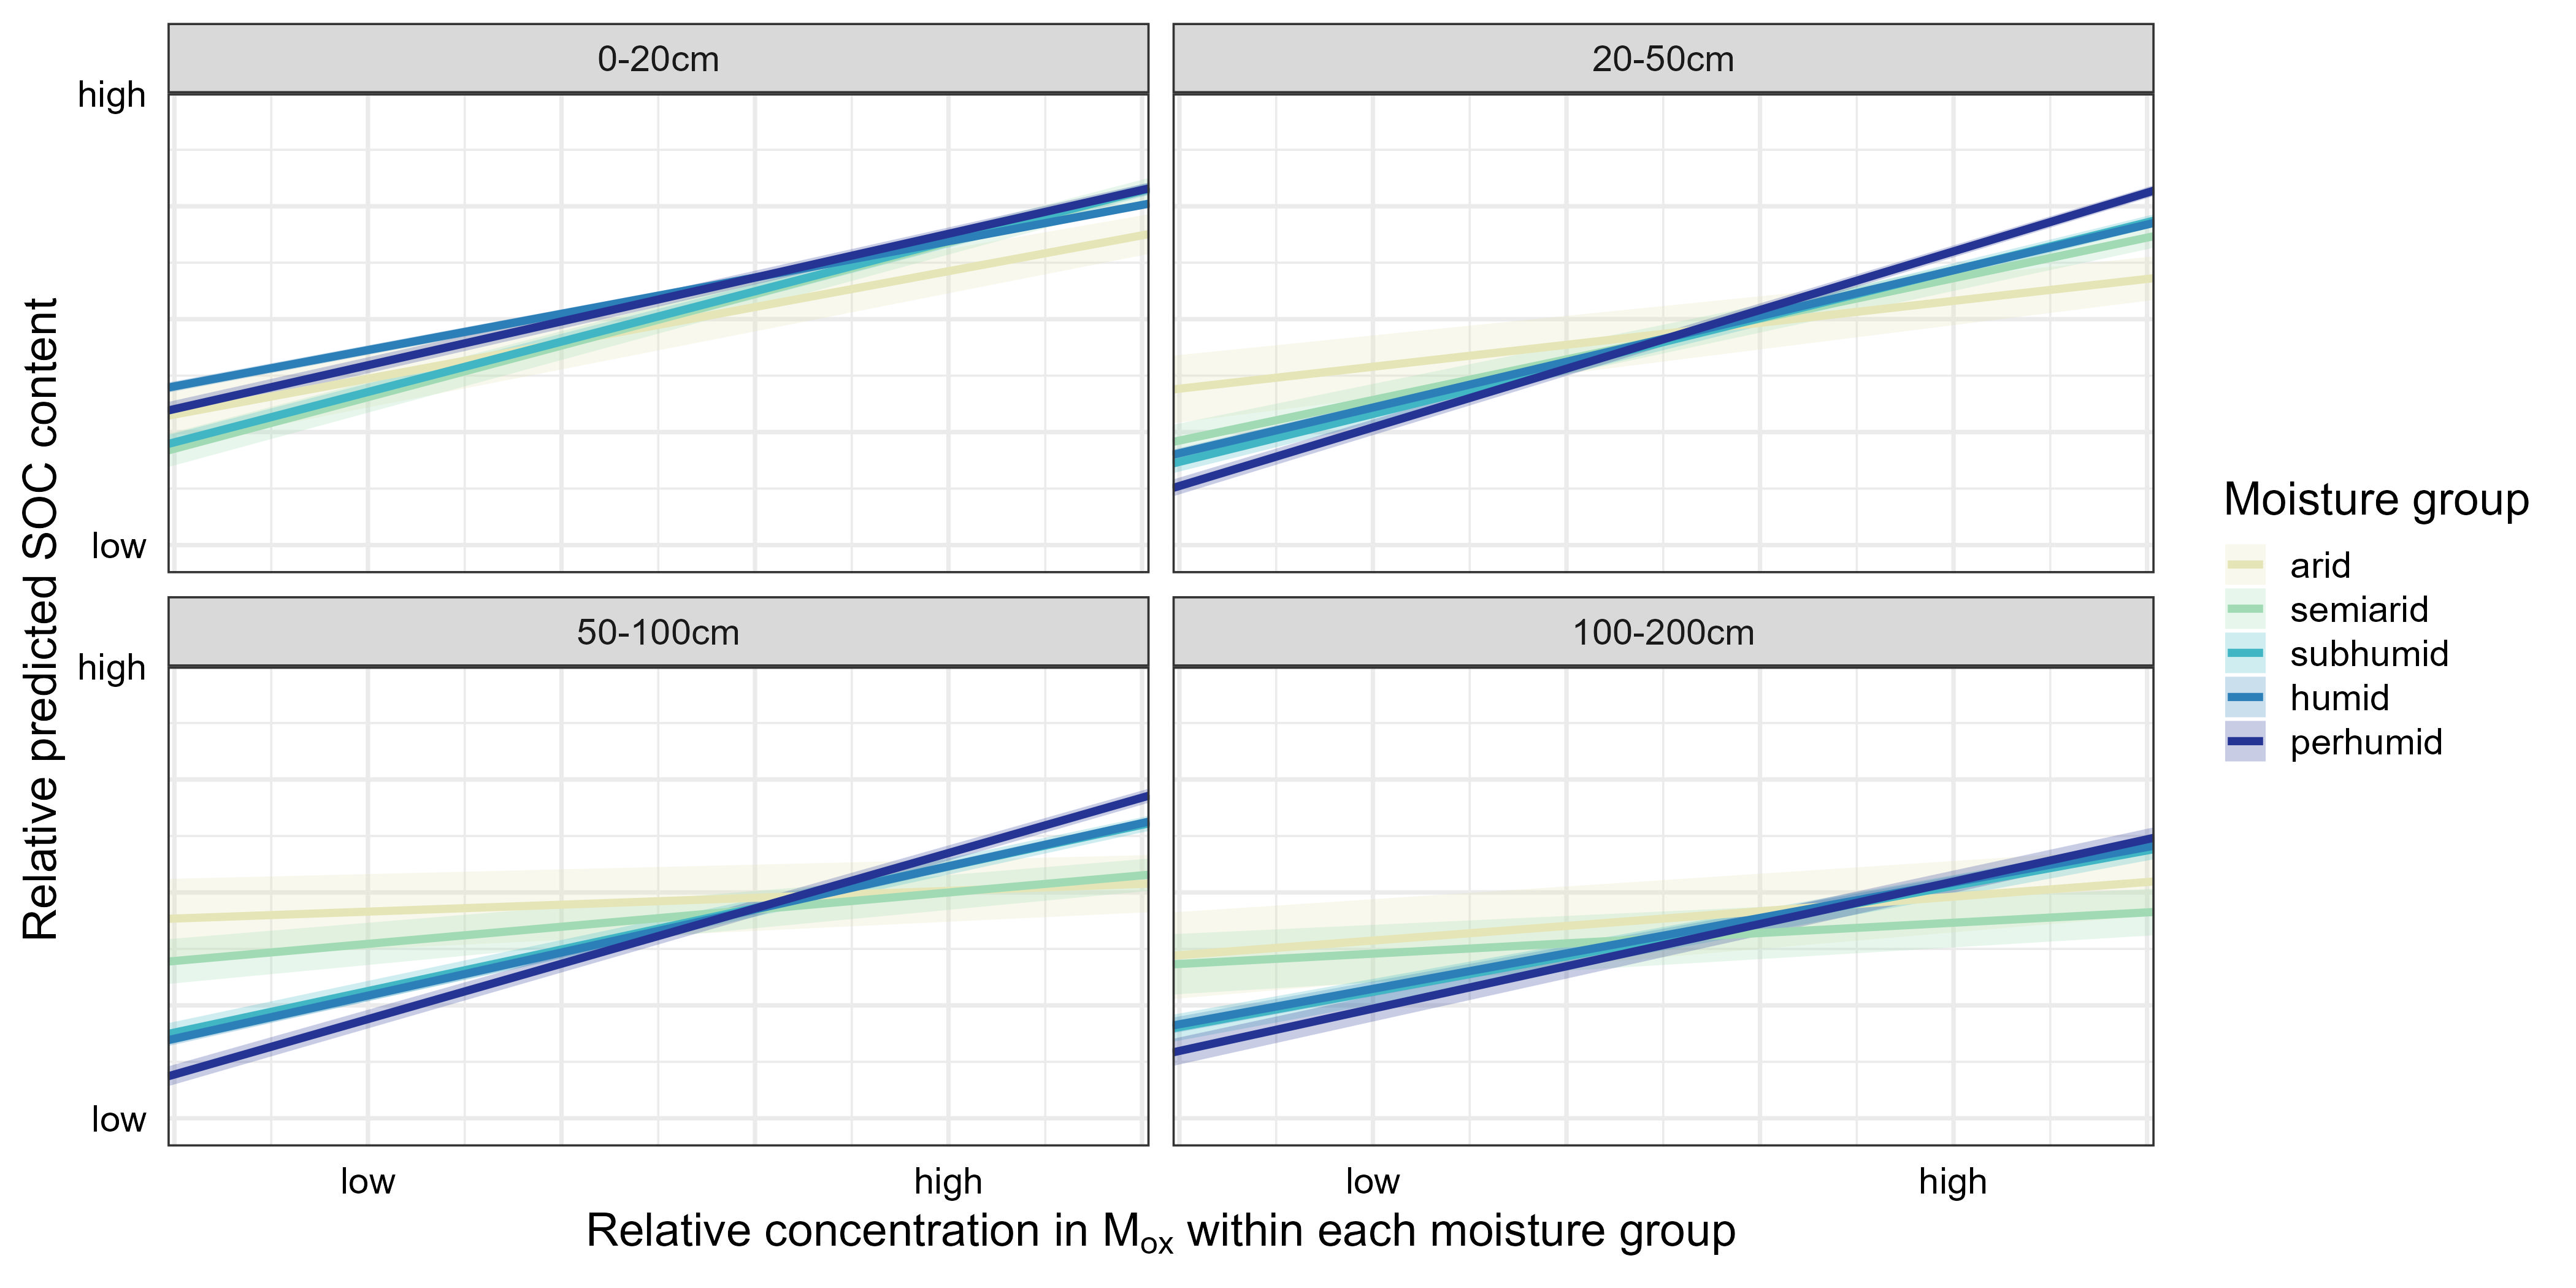 0-20cm
20-50cm
high
low
50-100cm
100-200cm
high
low
low
high
low
high
Relative predicted SOC content
Relative concentration in Mox within each moisture group
Moisture group
arid
semiarid
subhumid
humid
perhumid